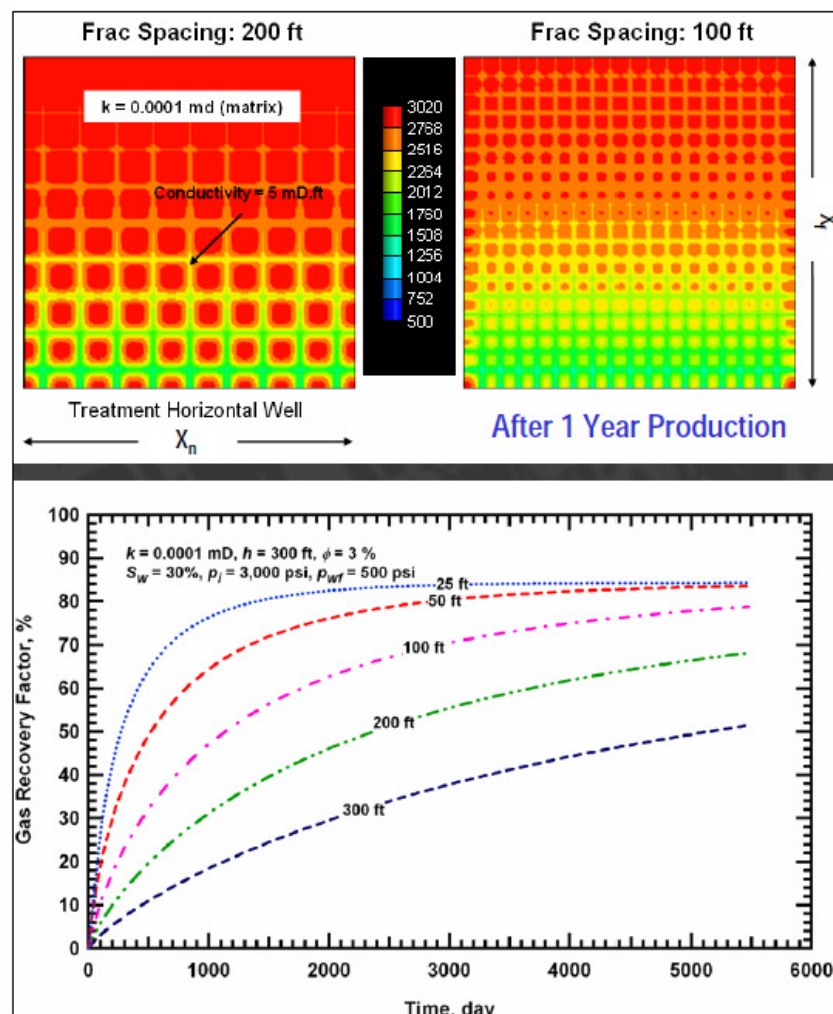 Frac Spacing: 200 ft
Frac Spacing: 100 ft
k = 0.0001 md (matrix)
Conductivity = 5 mD.ft
3020
2768
2516
2264
2012
1760
1508
1256
1004
752
500
Xf
Treatment Horizontal Well
Xn
After 1 Year Production
Gas Recovery Factor, %
100
90
80
70
60
50
40
30
20
10
0
k = 0.0001 mD, h = 300 ft, ϕ = 3 %
Sw = 30%, pi = 3,000 psi, pwf = 500 psi
25 ft
50 ft
100 ft
200 ft
300 ft
0 1000 2000 3000 4000 5000 6000
Time, day